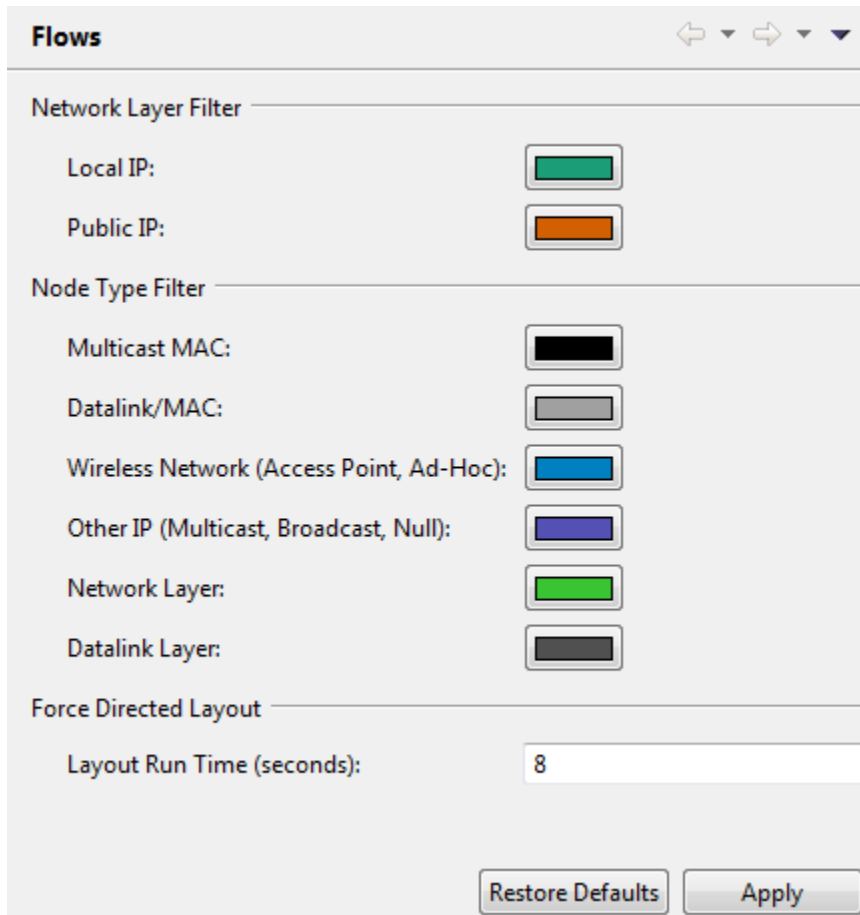 Flows
Network Layer Filter
Local IP:
Public IP:
Node Type Filter
Multicast MAC:
Datalink/MAC:
Wireless Network (Access Point, Ad-Hoc):
Other IP (Multicast, Broadcast, Null):
Network Layer:
Datalink Layer:
Force Directed Layout
Layout Run Time (seconds): 8
Restore Defaults Apply